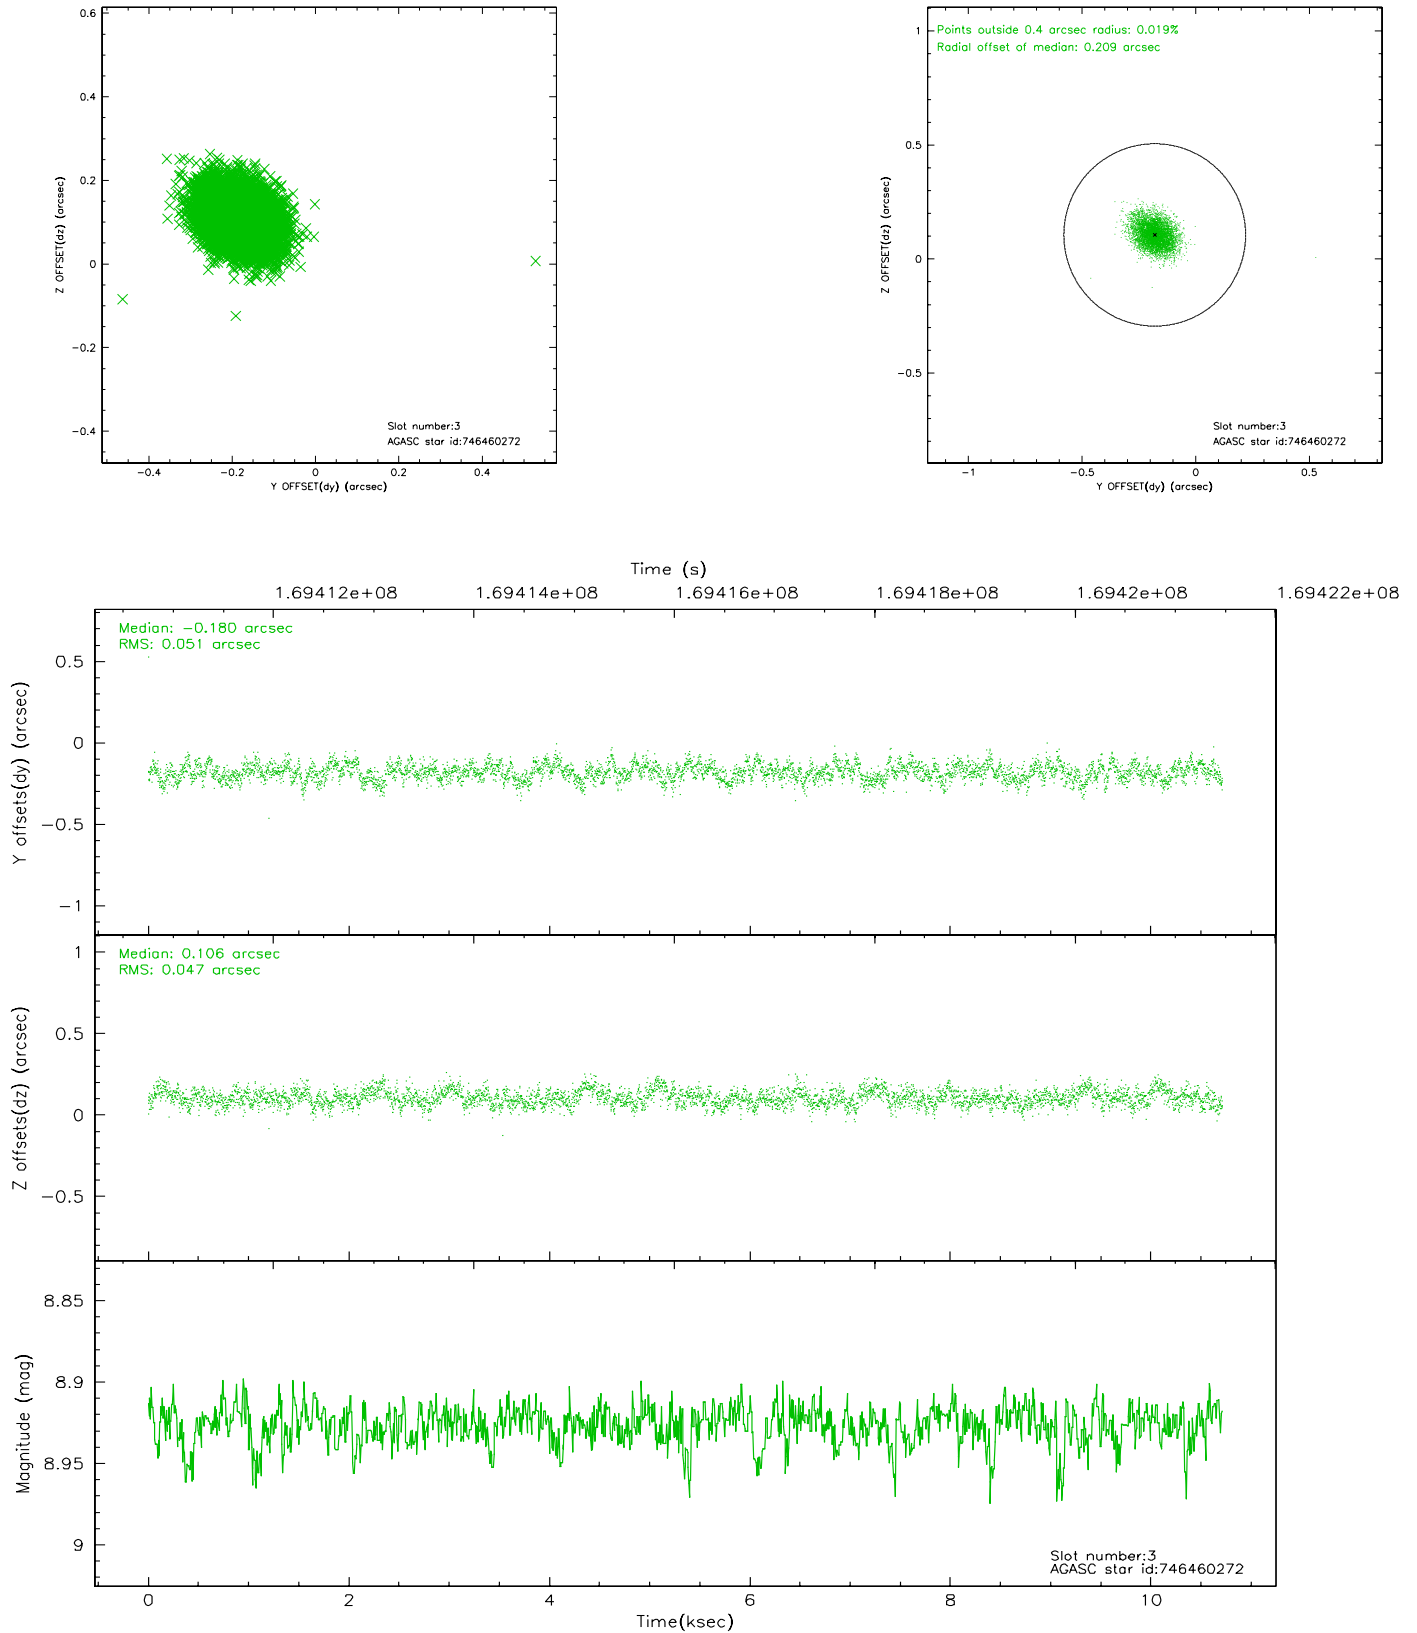 0.6
0.4
0.2
0
−0.2
−0.4
Z OFFSET(dz) (arcsec)
Slot number:3
AGASC star id:746460272
−0.4 −0.2 0 0.2 0.4
Y OFFSET(dy) (arcsec)
Points outside 0.4 arcsec radius: 0.019%
Radial offset of median: 0.209 arcsec
1
0.5
0
−0.5
Z OFFSET(dz) (arcsec)
Slot number:3
AGASC star id:746460272
−1 −0.5 0 0.5
Y OFFSET(dy) (arcsec)
Time (s)
1.69412e+08 1.69414e+08 1.69416e+08 1.69418e+08 1.6942e+08 1.69422e+08
Median: −0.180 arcsec
RMS: 0.051 arcsec
0.5
0
−0.5
−1
Y offsets(dy) (arcsec)
Median: 0.106 arcsec
RMS: 0.047 arcsec
1
0.5
0
−0.5
Z offsets(dz) (arcsec)
8.85
8.9
8.95
9
Magnitude (mag)
Slot number:3
AGASC star id:746460272
0 2 4 6 8 10
Time(ksec)